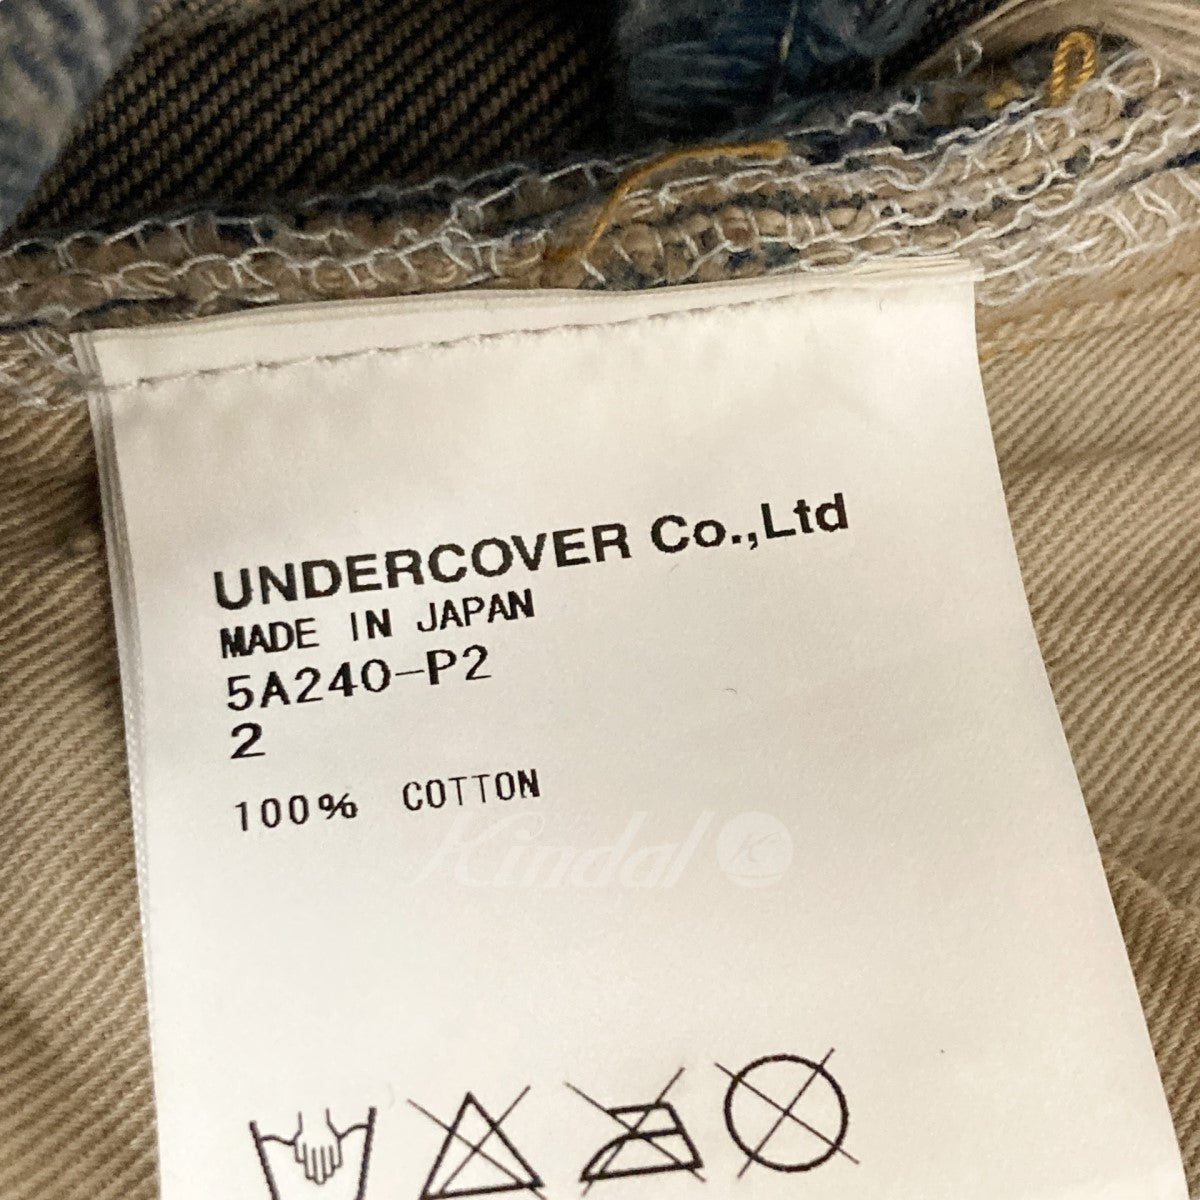 UNDERCOVER Co.,Ltd
MADE IN JAPAN
5A240-P2
2
100% COTTON
Kindal